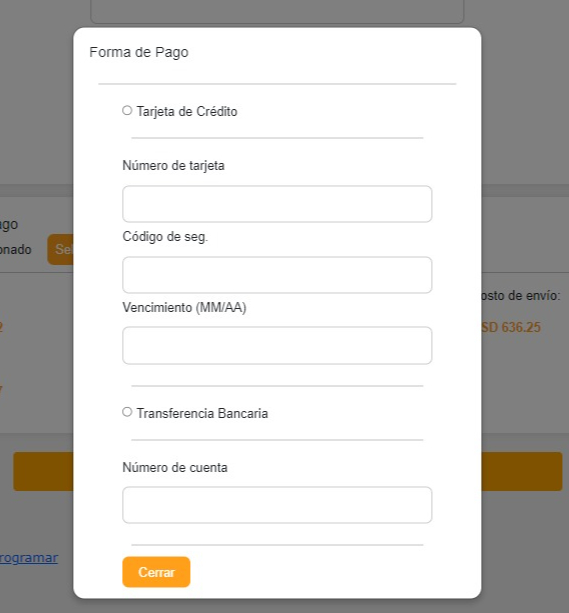 Forma de Pago
Tarjeta de Crédito
Número de tarjeta
Código de seg.
Vencimiento (MM/AA)
Transferencia Bancaria
Número de cuenta
Cerrar
go
onado
Sel
osto de envío:
SD 636.25
rogramar